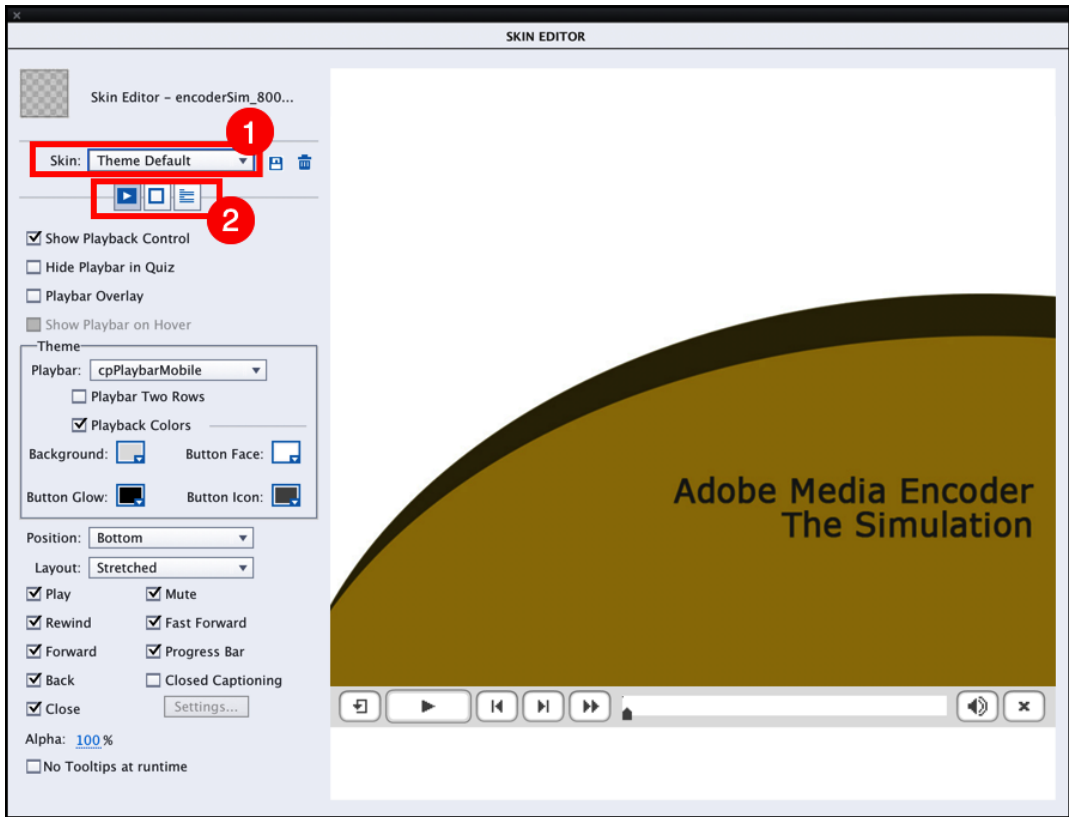 SKIN EDITOR
Skin Editor – encoderSim_800...
1
Skin: Theme Default
2
Show Playback Control
Hide Playbar in Quiz
Playbar Overlay
Show Playbar on Hover
Theme
Playbar: cpPlaybarMobile
Playbar Two Rows
Playback Colors
Background: Button Face:
Button Glow: Button Icon:
Position: Bottom
Layout: Stretched
Play Mute
Rewind Fast Forward
Forward Progress Bar
Back Closed Captioning
Close Settings...
Alpha: 100 %
No Tooltips at runtime
Adobe Media Encoder
The Simulation